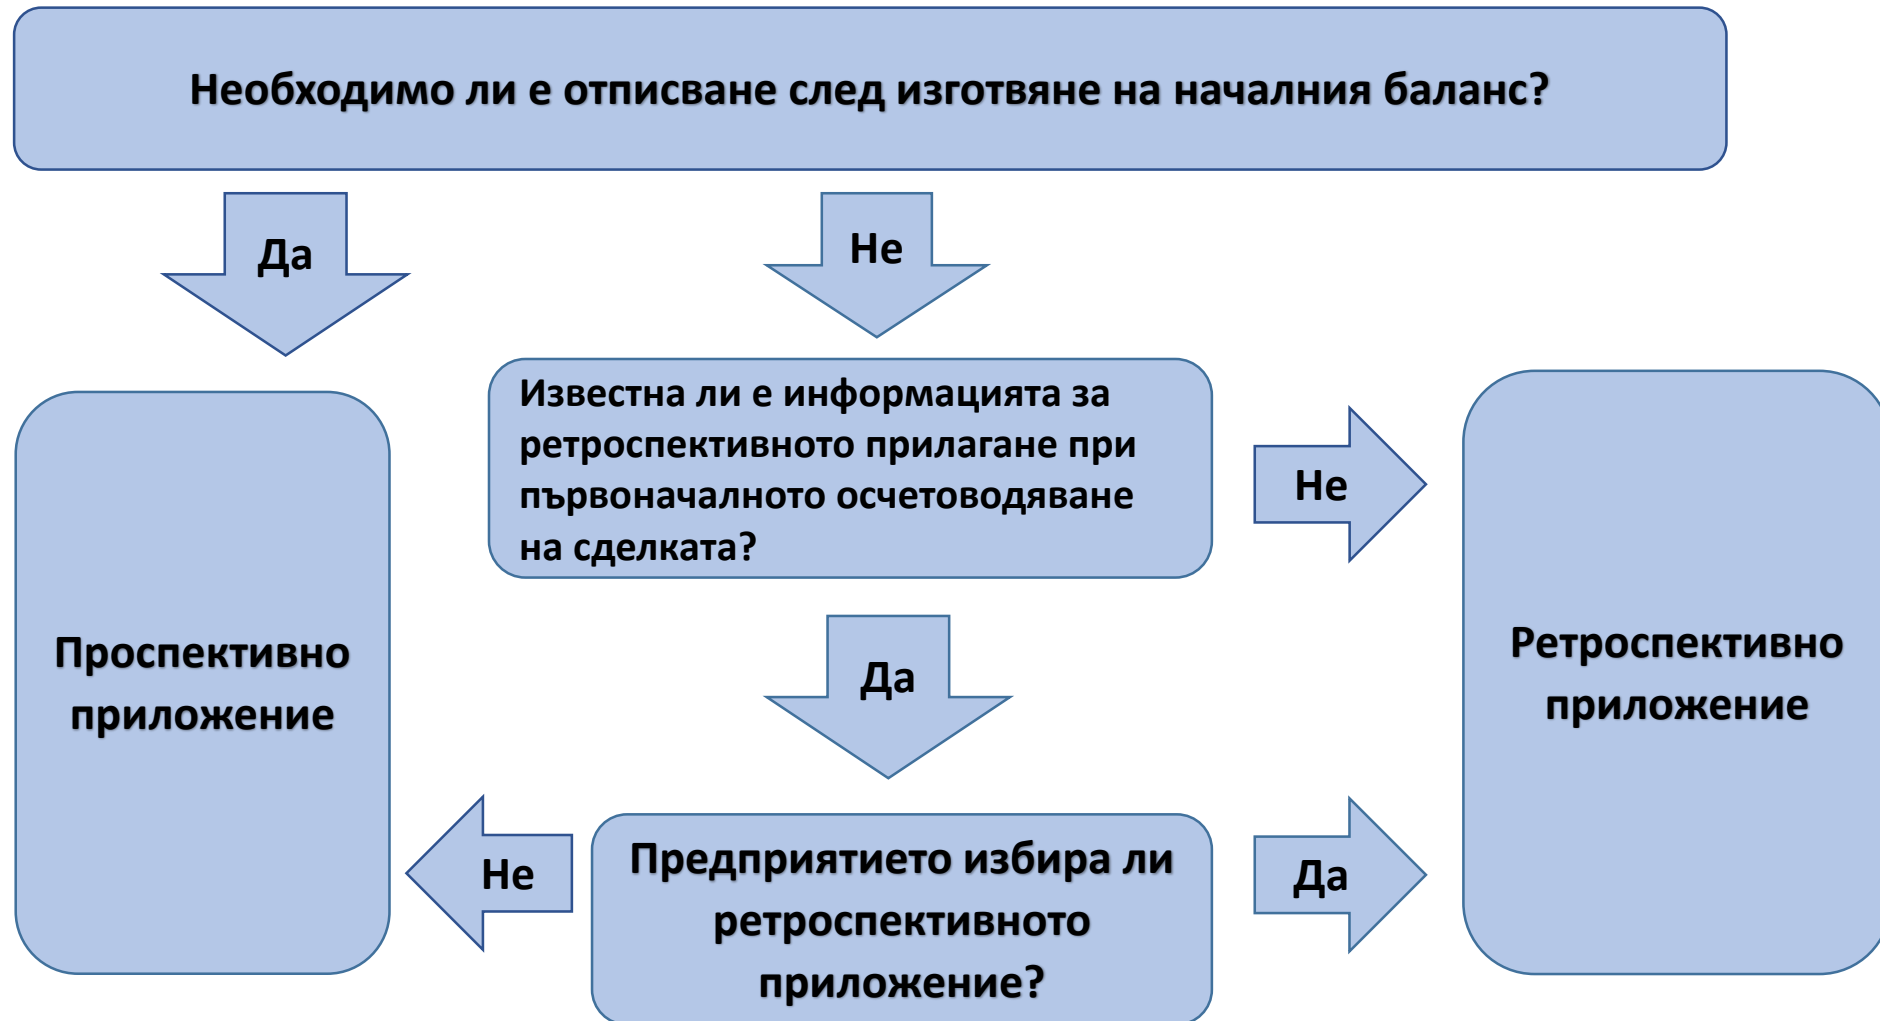 Необходимо ли е отписване след изготвяне на началния баланс?
Да
Не
Известна ли е информацията за
ретроспективното прилагане при
първоначалното осчетоводяване
на сделката?
Не
Проспективно
приложение
Да
Ретроспективно
приложение
Не
Предприятието избира ли
ретроспективното
приложение?
Да